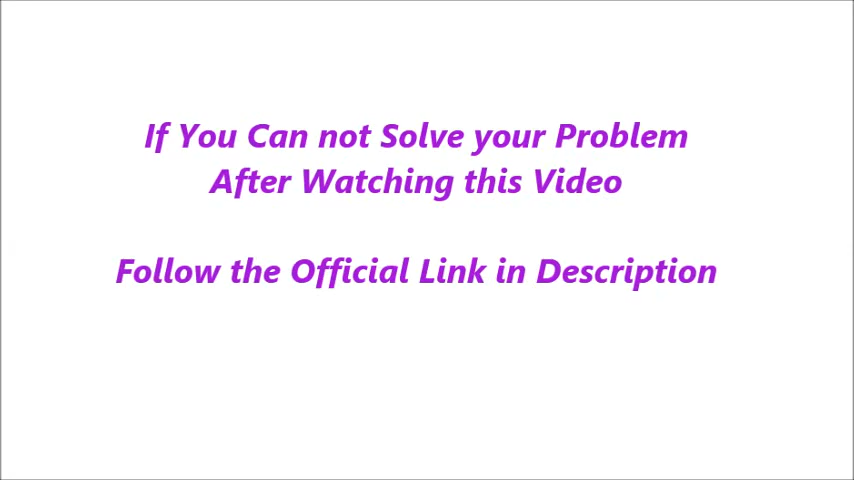 If You Can not Solve your Problem
After Watching this Video
Follow the Official Link in Description